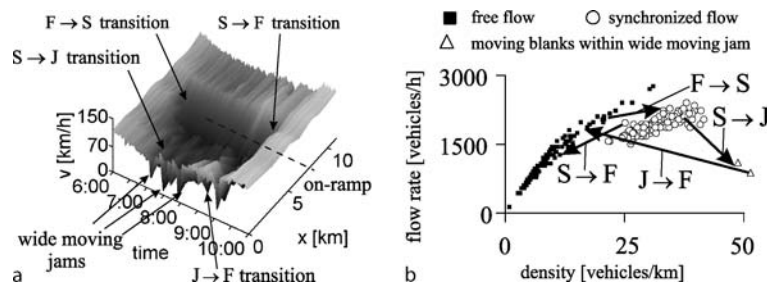 F → S transition
S → F transition
S → J transition
v [km/h]
150
70
0
6:00
7:00
8:00
9:00
10:00
time
wide moving
jams
0
5
10
x [km]
on-ramp
J → F transition
a
■ free flow ○ synchronized flow
△ moving blanks within wide moving jam
flow rate [vehicles/h]
3000
1500
0
F → S
S → J
S → F
J → F
0
25
50
density [vehicles/km]
b